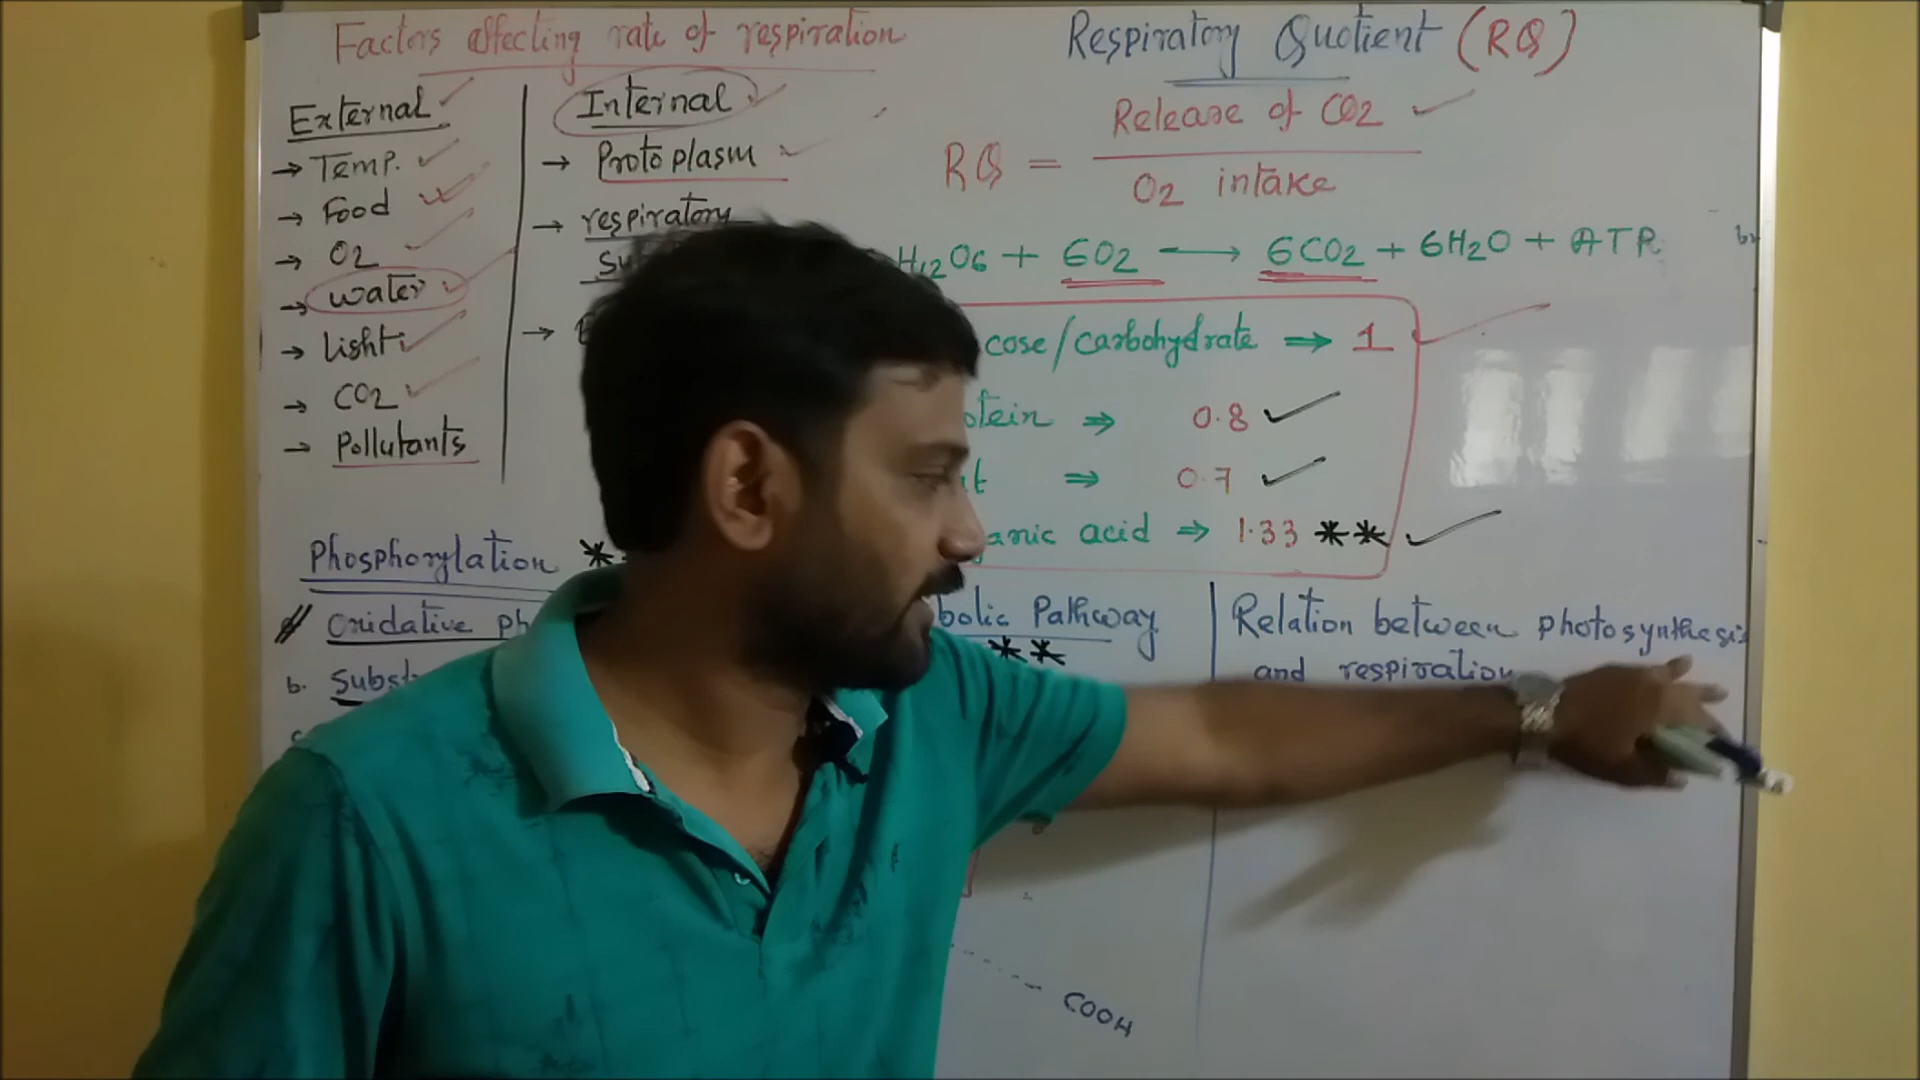 Factors affecting rate of respiration
External
→ Temp.
→ Food
→ O2
→ water
→ Lisht
→ CO2
→ Pollutants
Internal
→ Protoplasm
→ respiratory
→
Respiratory Quotient (RQ)
RQ = Release of CO2
O2 intake
H12O6 + 6O2 → 6CO2 + 6H2O + ATP
cose/carbohydrate ⇒ 1
otein ⇒ 0.8
⇒ 0.7
anic acid ⇒ 1.33 **
Phosphorylation *
Oxidative ph
b. Subst
bolic Pathway
**
COOH
Relation between photosynthesis
and respiration